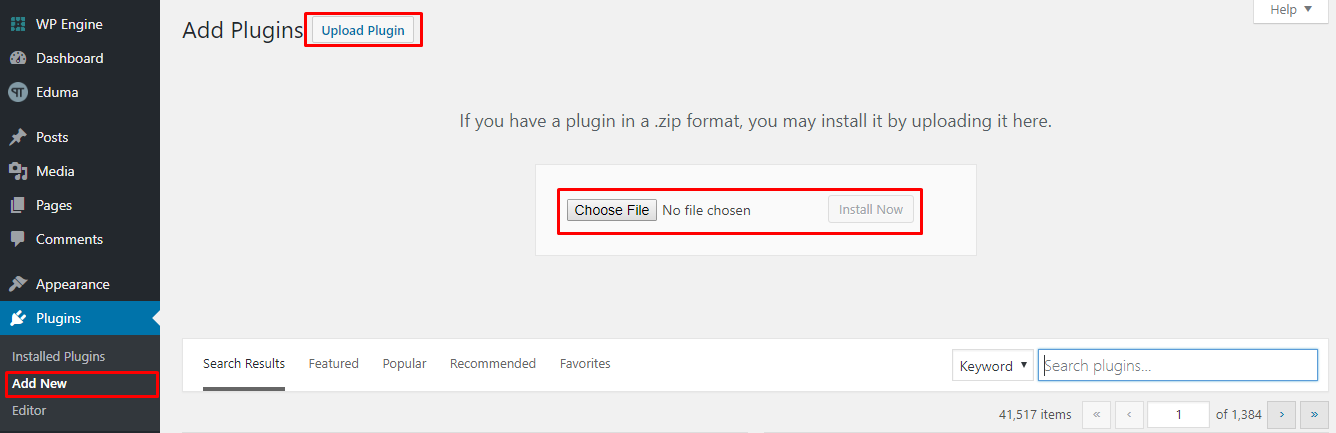 WP Engine
Dashboard
Eduma
Posts
Media
Pages
Comments
Appearance
Plugins
Installed Plugins
Add New
Editor
Add Plugins Upload Plugin
Help ▼
If you have a plugin in a .zip format, you may install it by uploading it here.
Choose File No file chosen Install Now
Search Results Featured Popular Recommended Favorites Keyword ▼ Search plugins...
41,517 items « ‹ 1 of 1,384 › »